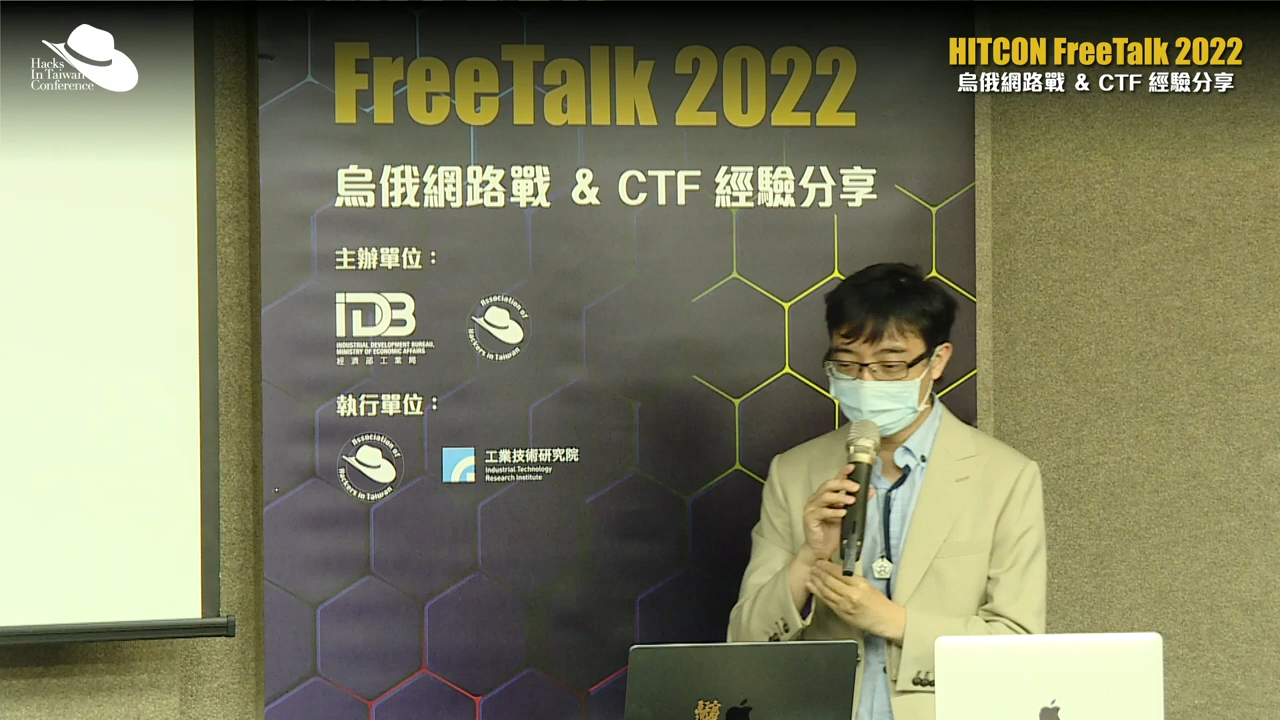 Hacks
In Taiwan
Conference
HITCON FreeTalk 2022
烏俄網路戰 & CTF 經驗分享
FreeTalk 2022
烏俄網路戰 & CTF 經驗分享
主辦單位：
IDB
INDUSTRIAL DEVELOPMENT BUREAU,
MINISTRY OF ECONOMIC AFFAIRS
經濟部工業局
Association of
Hackers in Taiwan
執行單位：
Association of
Hackers in Taiwan
工業技術研究院
Industrial Technology
Research Institute